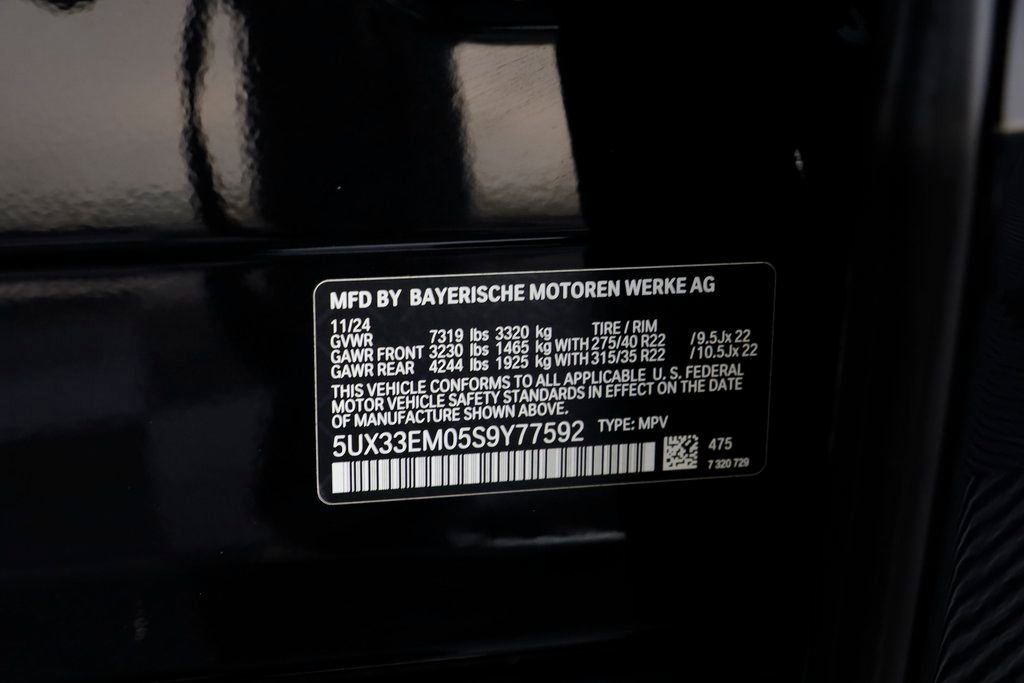 MFD BY BAYERISCHE MOTOREN WERKE AG
11/24 TIRE / RIM
GVWR 7319 lbs 3320 kg
GAWR FRONT 3230 lbs 1465 kg WITH 275/40 R22 /9.5Jx 22
GAWR REAR 4244 lbs 1925 kg WITH 315/35 R22 /10.5Jx 22
THIS VEHICLE CONFORMS TO ALL APPLICABLE U. S. FEDERAL
MOTOR VEHICLE SAFETY STANDARDS IN EFFECT ON THE DATE
OF MANUFACTURE SHOWN ABOVE.
5UX33EM05S9Y77592 TYPE: MPV
475
7 320 729